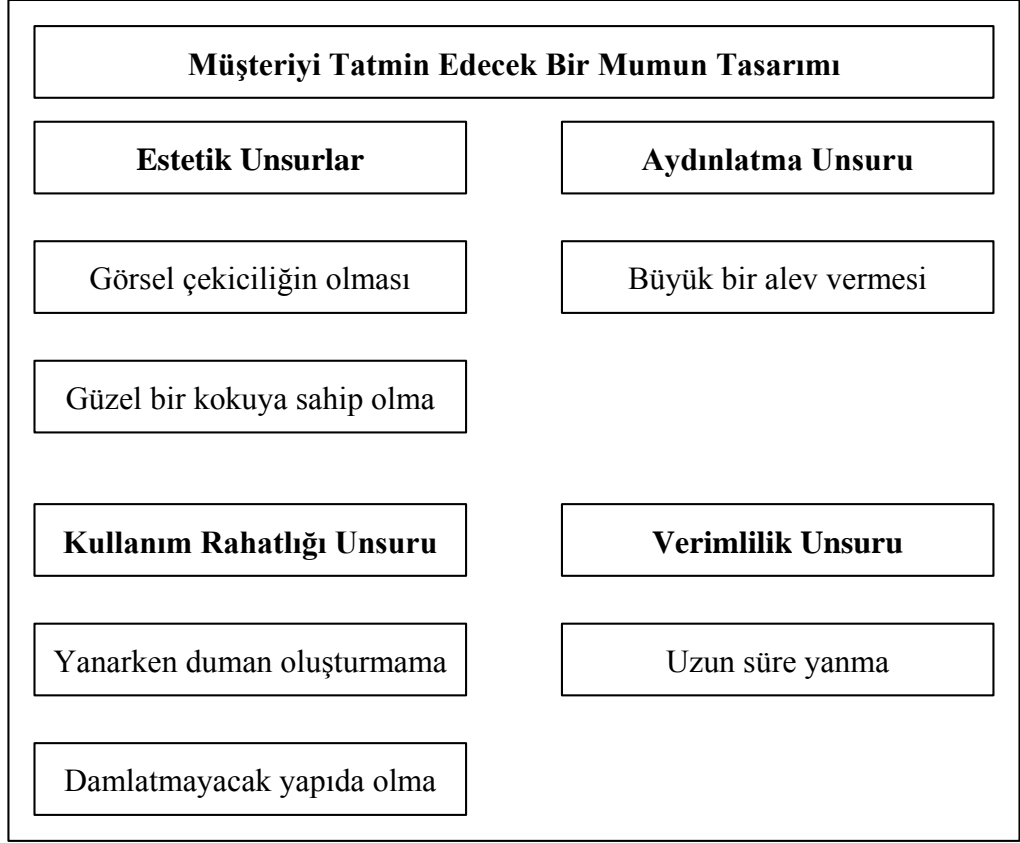 Müşteriyi Tatmin Edecek Bir Mumun Tasarımı
Estetik Unsurlar
Görsel çekiciliğin olması
Güzel bir kokuya sahip olma
Aydınlatma Unsuru
Büyük bir alev vermesi
Kullanım Rahatlığı Unsuru
Yanarken duman oluşturmama
Damlatmayacak yapıda olma
Verimlilik Unsuru
Uzun süre yanma